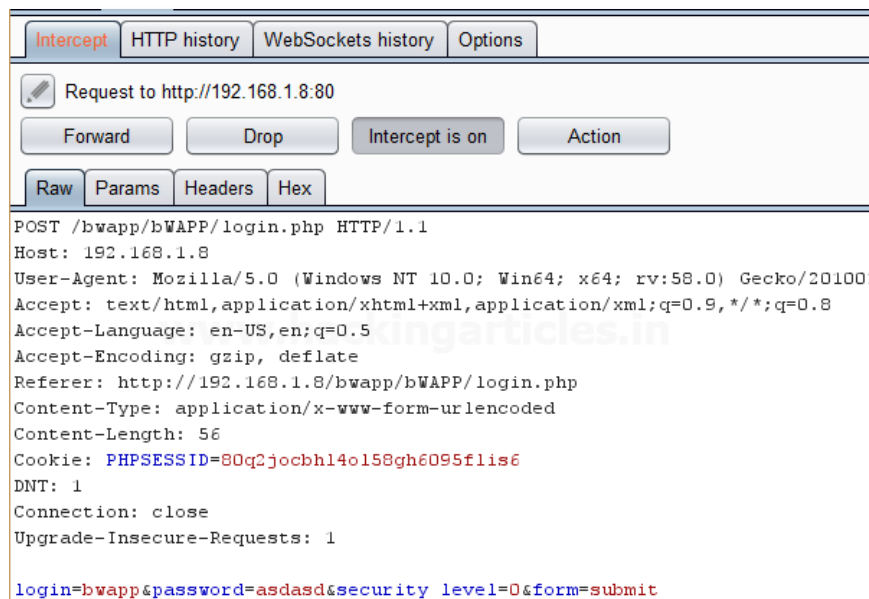 Intercept HTTP history WebSockets history Options
Request to http://192.168.1.8:80
Forward Drop Intercept is on Action
Raw Params Headers Hex
POST /bwapp/bWAPP/login.php HTTP/1.1
Host: 192.168.1.8
User-Agent: Mozilla/5.0 (Windows NT 10.0; Win64; x64; rv:58.0) Gecko/201001
Accept: text/html,application/xhtml+xml,application/xml;q=0.9,*/*;q=0.8
Accept-Language: en-US,en;q=0.5
www.hackingarticles.in
Accept-Encoding: gzip, deflate
Referer: http://192.168.1.8/bwapp/bWAPP/login.php
Content-Type: application/x-www-form-urlencoded
Content-Length: 56
Cookie: PHPSESSID=80q2jocbhl4ol58gh6095flis6
DNT: 1
Connection: close
Upgrade-Insecure-Requests: 1
login=bwapp&password=asdasd&security_level=0&form=submit